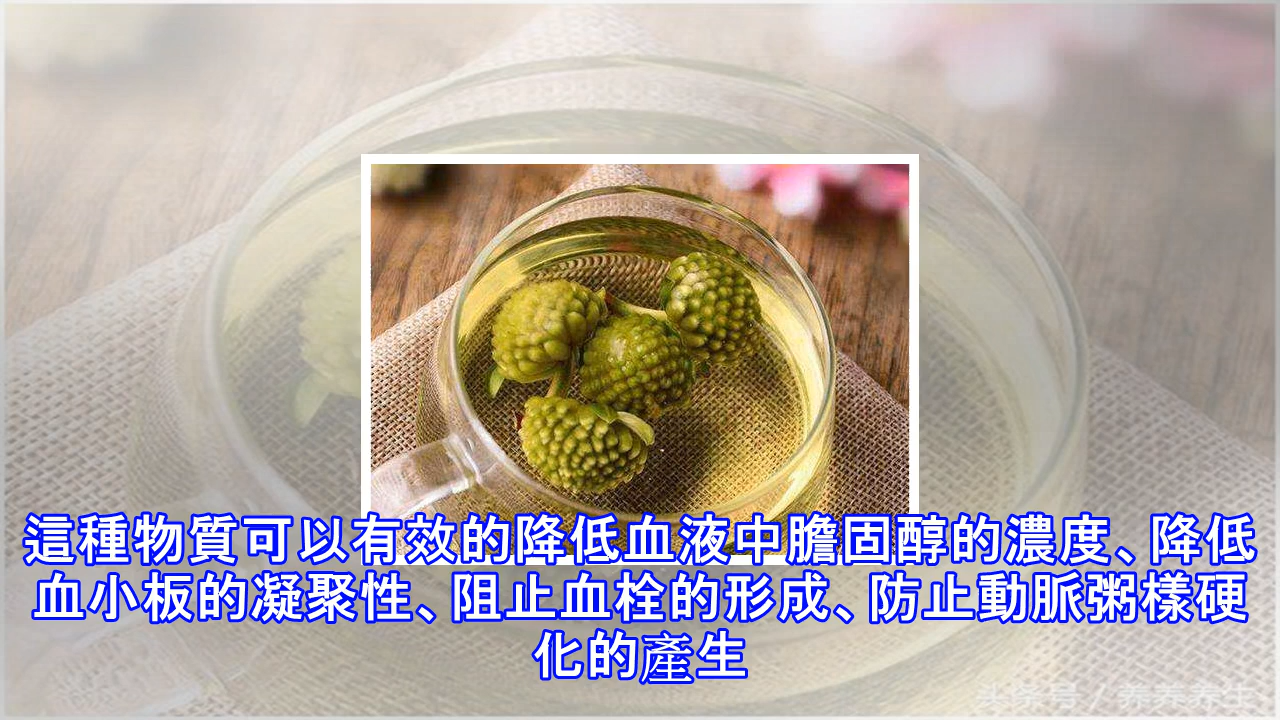 這種物質可以有效的降低血液中膽固醇的濃度、降低
血小板的凝聚性、阻止血栓的形成、防止動脈粥樣硬
化的產生
头条号 / 养养养生